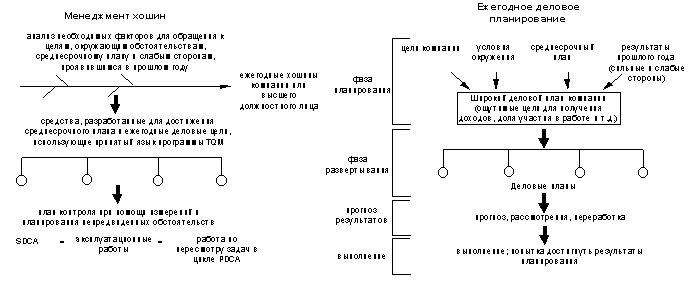 Менеджмент хошин
анализ необходимых факторов для обращения к
целям, окружающим обстоятельствам,
среднесрочному плану и слабым сторонам,
проявившимся в прошлом году
ежегодные хошины
компании или
высшего
должностного лица
средства, разработанные для достижения
среднесрочного плана и ежегодные деловые цели,
использующие принятый язык программы TQM
план контроля при помощи измерений и
планирования непредвиденных обстоятельств
SDCA – эксплуатационные работы – работа по пересмотру задач в цикле PDCA
Ежегодное деловое
планирование
фаза
планирования
фаза
развертывания
прогноз
результатов
выполнение
цели компании
условия
окружения
среднесрочный
план
результаты
прошлого года
(сильные и слабые
стороны)
Широкий деловой план компании
(ощутимые цели для получения
доходов, доля участия в работе и т.д.)
Деловые планы
прогноз, рассмотрения, переработка
выполнение; попытка достигнуть результаты
планирования